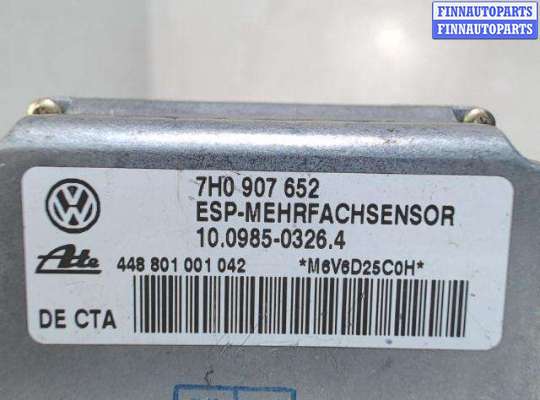 FINNAUTOPARTS
FINNAUTOPARTS
7H0 907 652
ESP-MEHRFACHSENSOR
10.0985-0326.4
Ate
448 801 001 042 *M6V6D25C0H*
DE CTA